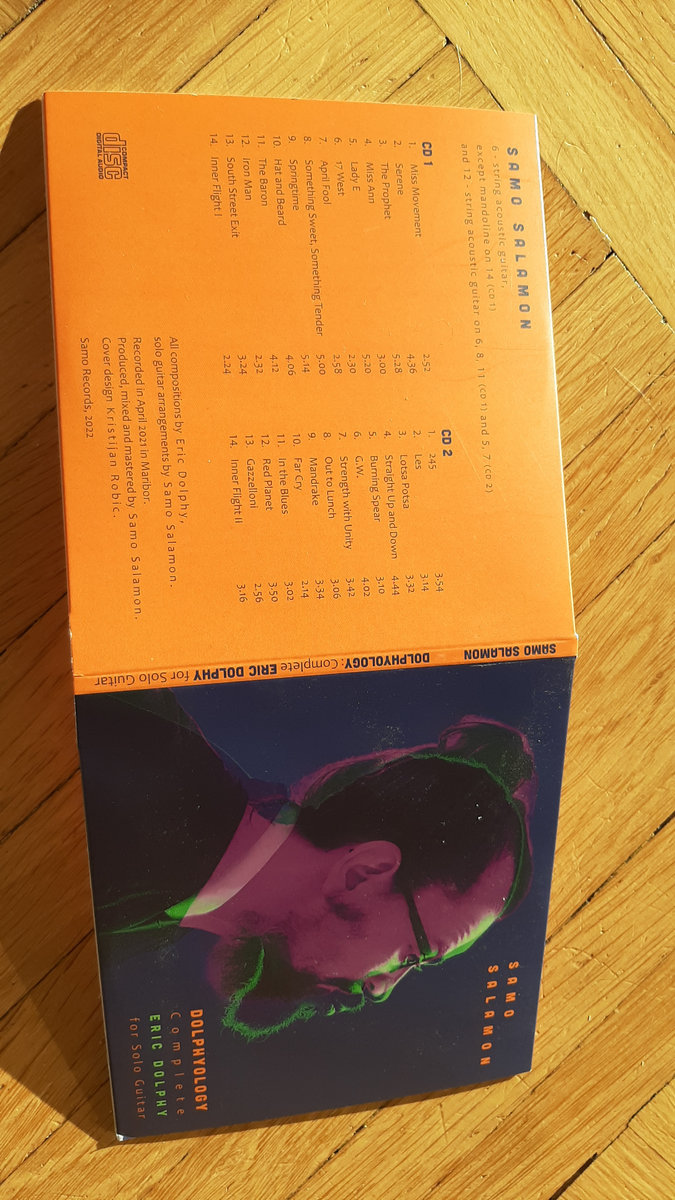 SAMO SALAMON
6 - string acoustic guitar,
except mandoline on 14 (CD 1)
and 12 - string acoustic guitar on 6, 8, 11 (CD 1) and 5, 7 (CD 2)
CD 1
1. Miss Movement 2.52
2. Serene 4.36
3. The Prophet 5.28
4. Miss Ann 3.00
5. Lady E 5.20
6. 17 West 2.30
7. April Fool 2.58
8. Something Sweet, Something Tender 5.00
9. Springtime 5.14
10. Hat and Beard 4.06
11. The Baron 4.12
12. Iron Man 2.32
13. South Street Exit 3.24
14. Inner Flight I 2.24
CD 2
1. 245 3.54
2. Les 3.14
3. Lotsa Potsa 3.32
4. Straight Up and Down 4.44
5. Burning Spear 3.10
6. G.W. 4.02
7. Strength with Unity 3.42
8. Out to Lunch 3.06
9. Mandrake 3.34
10. Far Cry 2.14
11. In the Blues 3.02
12. Red Planet 3.50
13. Gazzelloni 2.56
14. Inner Flight II 3.16
All compositions by Eric Dolphy,
solo guitar arrangements by Samo Salamon.
Recorded in April 2021 in Maribor.
Produced, mixed and mastered by Samo Salamon.
Cover design Kristijan Robic.
Samo Records, 2022
COMPACT
disc
DIGITAL AUDIO
SAMO SALAMON DOLPHYOLOGY: Complete ERIC DOLPHY for Solo Guitar
SAMO
SALAMON
DOLPHYOLOGY
Complete
ERIC DOLPHY
for Solo Guitar